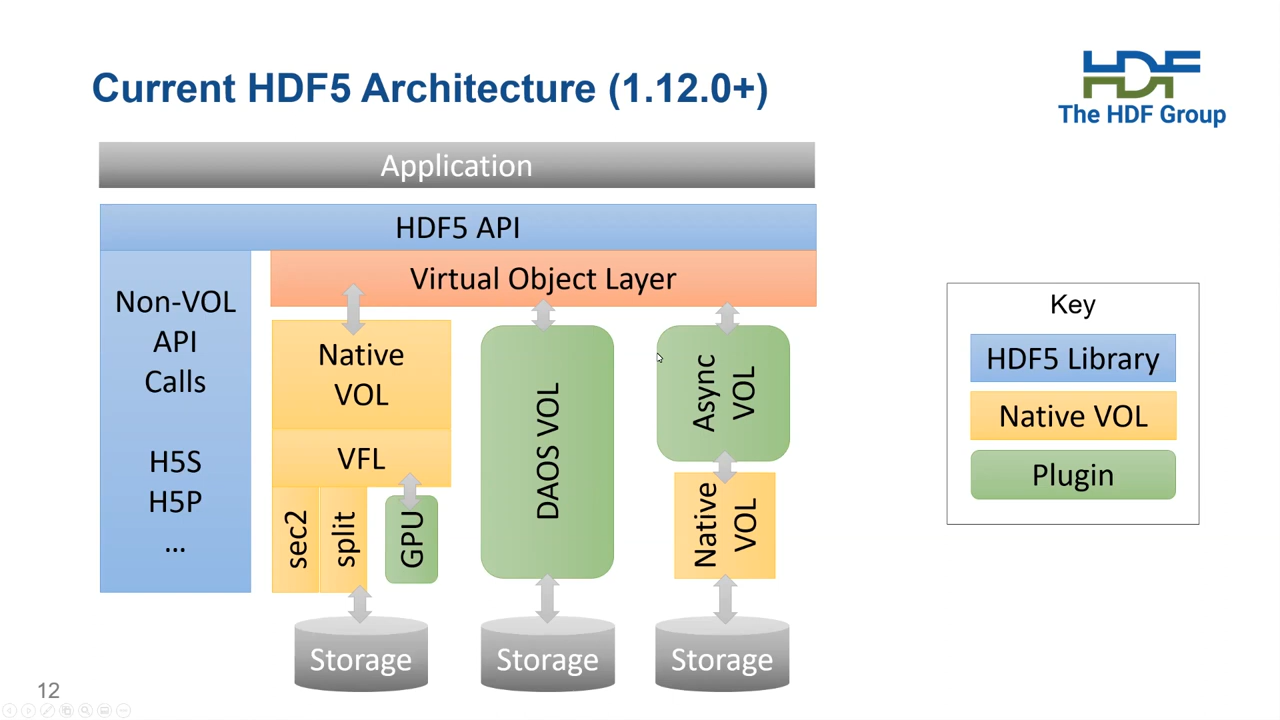 Current HDF5 Architecture (1.12.0+)
HDF
The HDF Group
Application
HDF5 API
Virtual Object Layer
Non-VOL
API
Calls
H5S
H5P
...
Native
VOL
VFL
sec2
split
GPU
DAOS VOL
Async
VOL
Native
VOL
Storage
Storage
Storage
Key
HDF5 Library
Native VOL
Plugin
12